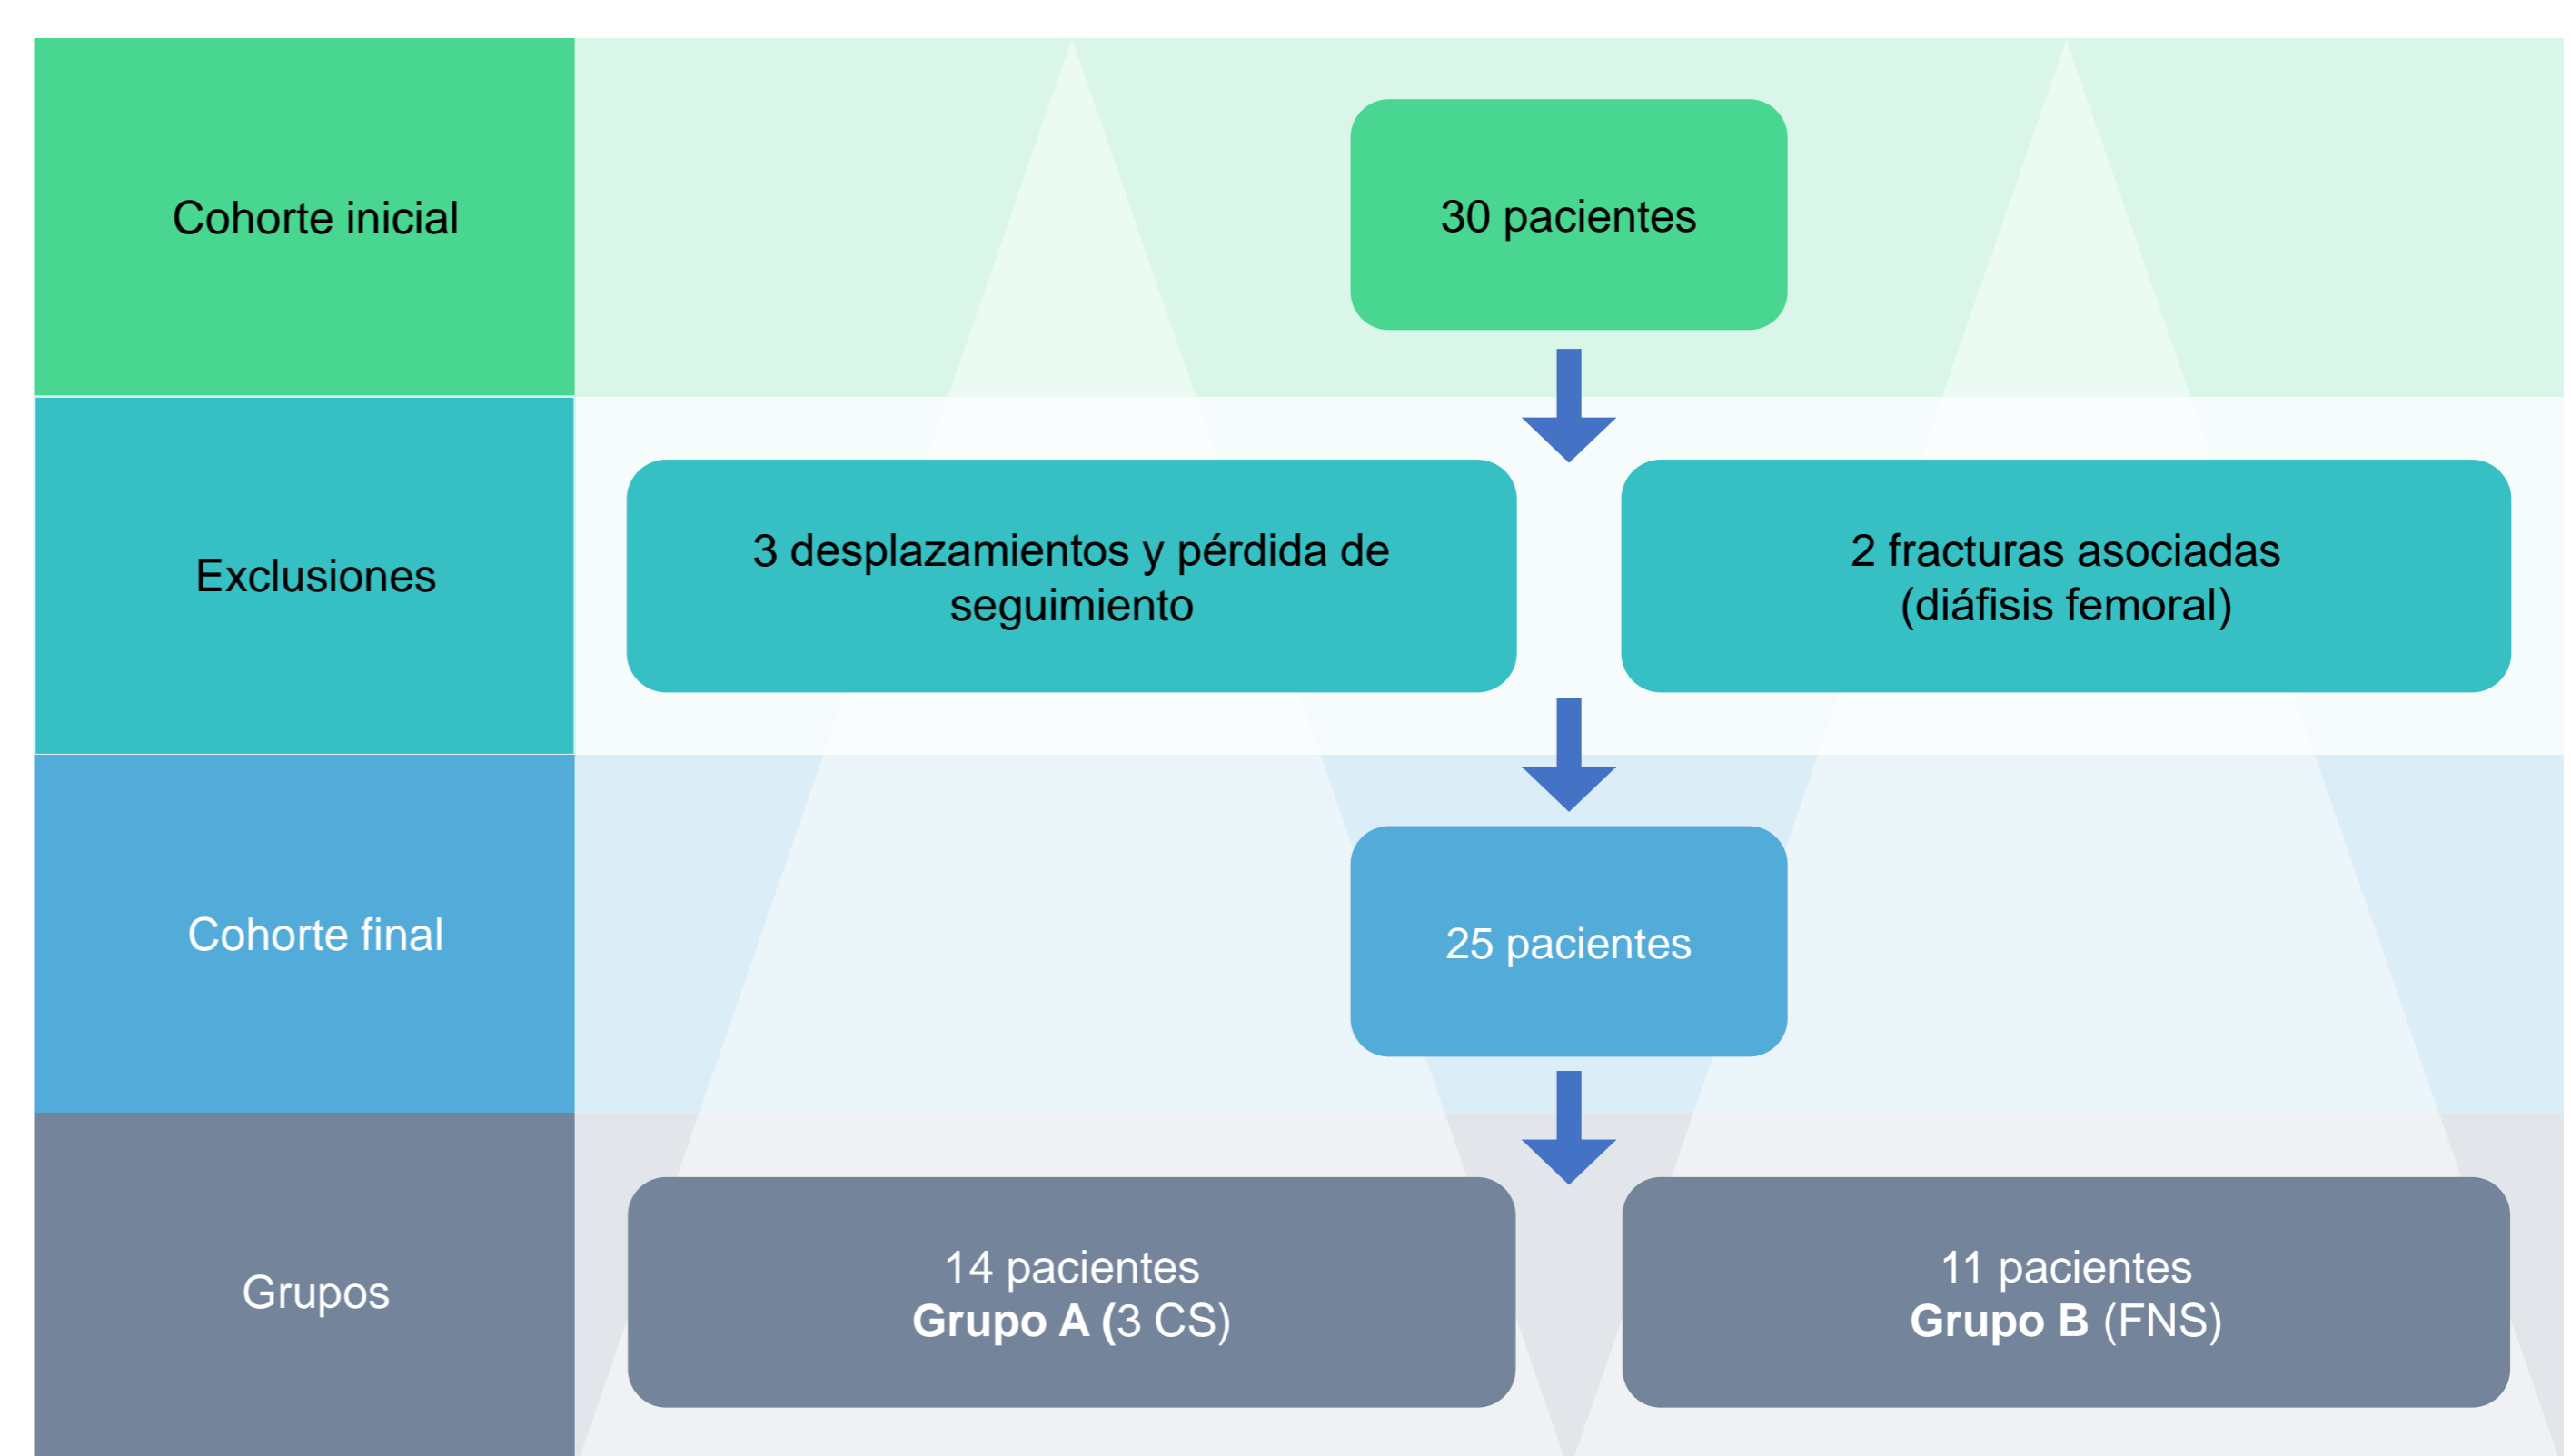 Cohorte inicial
30 pacientes
Exclusiones
3 desplazamientos y pérdida de
seguimiento
2 fracturas asociadas
(diáfisis femoral)
Cohorte final
25 pacientes
Grupos
14 pacientes
Grupo A (3 CS)
11 pacientes
Grupo B (FNS)